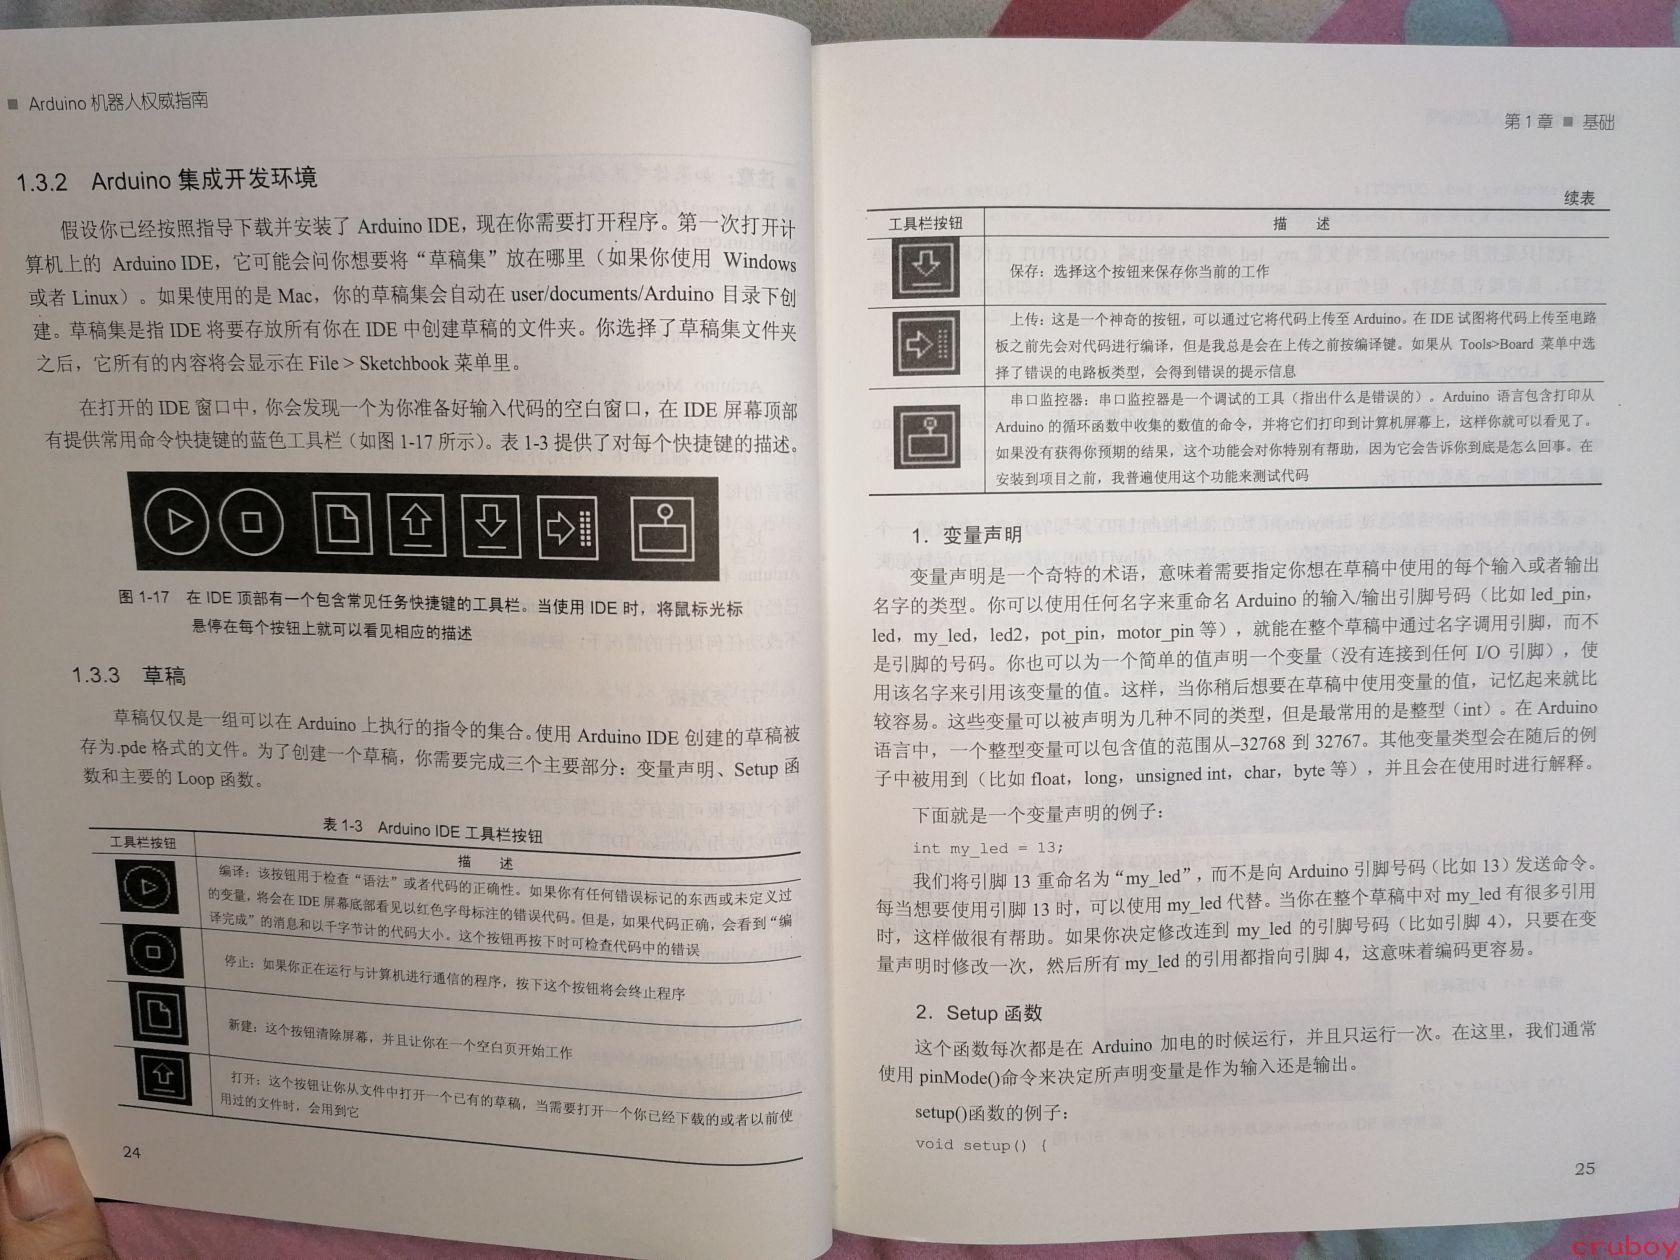 ■ Arduino 机器人权威指南
1.3.2 Arduino 集成开发环境
假设你已经按照指导下载并安装了 Arduino IDE，现在你需要打开程序。第一次打开计
算机上的 Arduino IDE，它可能会问你想要将“草稿集”放在哪里（如果你使用 Windows
或者 Linux）。如果使用的是 Mac，你的草稿集会自动在 user/documents/Arduino 目录下创
建。草稿集是指 IDE 将要存放所有你在 IDE 中创建草稿的文件夹。你选择了草稿集文件夹
之后，它所有的内容将会显示在 File > Sketchbook 菜单里。
在打开的 IDE 窗口中，你会发现一个为你准备好输入代码的空白窗口，在 IDE 屏幕顶部
有提供常用命令快捷键的蓝色工具栏（如图 1-17 所示）。表 1-3 提供了对每个快捷键的描述。
图 1-17 在 IDE 顶部有一个包含常见任务快捷键的工具栏。当使用 IDE 时，将鼠标光标
悬停在每个按钮上就可以看见相应的描述
1.3.3 草稿
草稿仅仅是一组可以在 Arduino 上执行的指令的集合。使用 Arduino IDE 创建的草稿被
存为.pde 格式的文件。为了创建一个草稿，你需要完成三个主要部分：变量声明、Setup 函
数和主要的 Loop 函数。
表 1-3 Arduino IDE 工具栏按钮
工具栏按钮 描 述
编译：该按钮用于检查“语法”或者代码的正确性。如果你有任何错误标记的东西或未定义过
的变量，将会在 IDE 屏幕底部看见以红色字母标注的错误代码。但是，如果代码正确，会看到“编
译完成”的消息和以千字节计的代码大小。这个按钮再按下时可检查代码中的错误
停止：如果你正在运行与计算机进行通信的程序，按下这个按钮将会终止程序
新建：这个按钮清除屏幕，并且让你在一个空白页开始工作
打开：这个按钮让你从文件中打开一个已有的草稿，当需要打开一个你已经下载的或者以前使
用过的文件时，会用到它
24
第 1 章 ■ 基础
续表
工具栏按钮 描 述
保存：选择这个按钮来保存你当前的工作
上传：这是一个神奇的按钮，可以通过它将代码上传至 Arduino。在 IDE 试图将代码上传至电路
板之前先会对代码进行编译，但是我总是会在上传之前按编译键。如果从 Tools>Board 菜单中选
择了错误的电路板类型，会得到错误的提示信息
串口监控器：串口监控器是一个调试的工具（指出什么是错误的）。Arduino 语言包含打印从
Arduino 的循环函数中收集的数值的命令，并将它们打印到计算机屏幕上，这样你就可以看见了。
如果没有获得你预期的结果，这个功能会对你特别有帮助，因为它会告诉你到底是怎么回事。在
安装到项目之前，我普遍使用这个功能来测试代码
1．变量声明
变量声明是一个奇特的术语，意味着需要指定你想在草稿中使用的每个输入或者输出
名字的类型。你可以使用任何名字来重命名 Arduino 的输入/输出引脚号码（比如 led_pin，
led，my_led，led2，pot_pin，motor_pin 等），就能在整个草稿中通过名字调用引脚，而不
是引脚的号码。你也可以为一个简单的值声明一个变量（没有连接到任何 I/O 引脚），使
用该名字来引用该变量的值。这样，当你稍后想要在草稿中使用变量的值，记忆起来就比
较容易。这些变量可以被声明为几种不同的类型，但是最常用的是整型（int）。在 Arduino
语言中，一个整型变量可以包含值的范围从–32768 到 32767。其他变量类型会在随后的例
子中被用到（比如 float，long，unsigned int，char，byte 等），并且会在使用时进行解释。
下面就是一个变量声明的例子：
int my_led = 13;
我们将引脚 13 重命名为“my_led”，而不是向 Arduino 引脚号码（比如 13）发送命令。
每当想要使用引脚 13 时，可以使用 my_led 代替。当你在整个草稿中对 my_led 有很多引用
时，这样做很有帮助。如果你决定修改连到 my_led 的引脚号码（比如引脚 4），只要在变
量声明时修改一次，然后所有 my_led 的引用都指向引脚 4，这意味着编码更容易。
2．Setup 函数
这个函数每次都是在 Arduino 加电的时候运行，并且只运行一次。在这里，我们通常
使用 pinMode()命令来决定所声明变量是作为输入还是输出。
setup()函数的例子：
void setup() {
25
cruboy